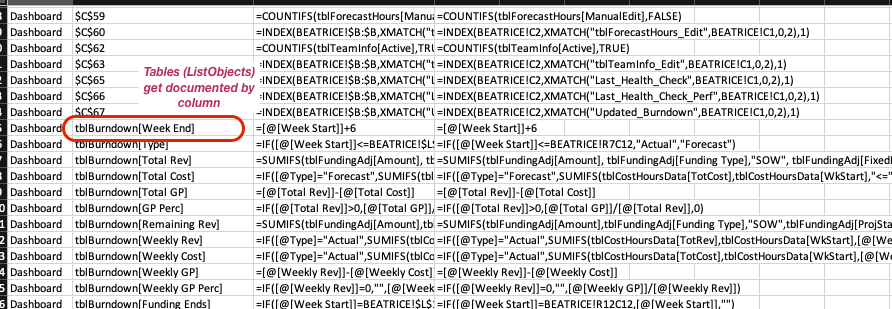 Dashboard $C$59 =COUNTIFS(tblForecastHours[Manua =COUNTIFS(tblForecastHours[ManualEdit],FALSE)
Dashboard $C$60 =INDEX(BEATRICE!$B:$B,XMATCH("t =INDEX(BEATRICE!C2,XMATCH("tblForecastHours_Edit",BEATRICE!C1,0,2),1)
Dashboard $C$62 =COUNTIFS(tblTeamInfo[Active],TRU =COUNTIFS(tblTeamInfo[Active],TRUE)
Dashboard $C$63 =INDEX(BEATRICE!$B:$B,XMATCH("t =INDEX(BEATRICE!C2,XMATCH("tblTeamInfo_Edit",BEATRICE!C1,0,2),1)
Tables (ListObjects) get documented by column
Dashboard $C$65 INDEX(BEATRICE!$B:$B,XMATCH("L =INDEX(BEATRICE!C2,XMATCH("Last_Health_Check",BEATRICE!C1,0,2),1)
Dashboard $C$66 INDEX(BEATRICE!$B:$B,XMATCH("L =INDEX(BEATRICE!C2,XMATCH("Last_Health_Check_Perf",BEATRICE!C1,0,2),1)
Dashboard $C$67 =INDEX(BEATRICE!$B:$B,XMATCH("U =INDEX(BEATRICE!C2,XMATCH("Updated_Burndown",BEATRICE!C1,0,2),1)
Dashboard tblBurndown[Week End] =[@[Week Start]]+6 =[@[Week Start]]+6
Dashboard tblBurndown[Type] =IF([@[Week Start]]<=BEATRICE!$L$ =IF([@[Week Start]]<=BEATRICE!R7C12,"Actual","Forecast")
Dashboard tblBurndown[Total Rev] =SUMIFS(tblFundingAdj[Amount], tb =SUMIFS(tblFundingAdj[Amount], tblFundingAdj[Funding Type],"SOW", tblFundingAdj[Fixed
Dashboard tblBurndown[Total Cost] =IF([@Type]="Forecast",SUMIFS(tbl =IF([@Type]="Forecast",SUMIFS(tblCostHoursData[TotCost],tblCostHoursData[WkStart],"<="
Dashboard tblBurndown[Total GP] =[@[Total Rev]]-[@[Total Cost]] =[@[Total Rev]]-[@[Total Cost]]
Dashboard tblBurndown[GP Perc] =IF([@[Total Rev]]>0,[@[Total GP]]/ =IF([@[Total Rev]]>0,[@[Total GP]]/[@[Total Rev]],0)
Dashboard tblBurndown[Remaining Rev] =SUMIFS(tblFundingAdj[Amount],tb =SUMIFS(tblFundingAdj[Amount],tblFundingAdj[Funding Type],"SOW",tblFundingAdj[ProjSta
Dashboard tblBurndown[Weekly Rev] =IF([@Type]="Actual",SUMIFS(tblCo =IF([@Type]="Actual",SUMIFS(tblCostHoursData[TotRev],tblCostHoursData[WkStart],[@[We
Dashboard tblBurndown[Weekly Cost] =IF([@Type]="Actual",SUMIFS(tblCo =IF([@Type]="Actual",SUMIFS(tblCostHoursData[TotCost],tblCostHoursData[WkStart],[@[W
Dashboard tblBurndown[Weekly GP] =[@[Weekly Rev]]-[@[Weekly Cost] =[@[Weekly Rev]]-[@[Weekly Cost]]
Dashboard tblBurndown[Weekly GP Perc] =IF([@[Weekly Rev]]=0,"",[@[Week =IF([@[Weekly Rev]]=0,"",[@[Weekly GP]]/[@[Weekly Rev]])
Dashboard tblBurndown[Funding Ends] =IF([@[Week Start]]=BEATRICE!$L$: =IF([@[Week Start]]=BEATRICE!R12C12,[@[Week Start]],"")